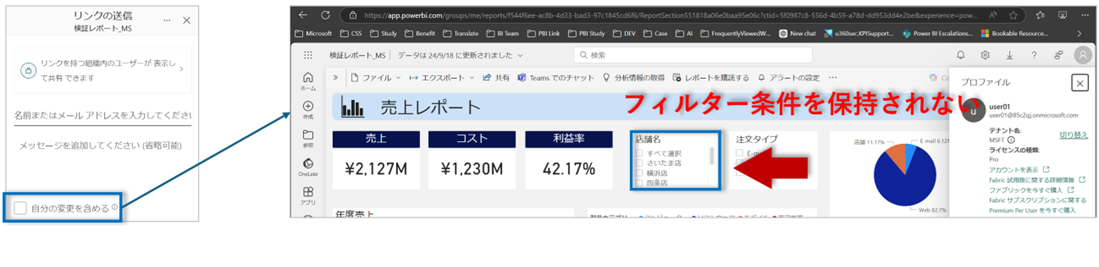 リンクの送信
検証レポート_MS
リンクを持つ組織内のユーザーが 表示し
て共有 できます
名前またはメール アドレスを入力してくださ
メッセージを追加してください (省略可能)
自分の変更を含める
https://app.powerbi.com/groups/me/reports/f544f6ee-ac8b-4d33-bad3-97c1845cd6f6/ReportSection551818a06e0baa95e06c?ctid=5f0987c8-556d-4b59-a78d-dd953dd4e2be&experience=pow...
Microsoft CSS Study Benefit Translate BI Team PBI Link PBI Study DEV Case AI FrequentlyViewedW... New chat Power BI Escalations... Bookable Resource...
検証レポート_MS データは 24/9/18 に更新されました 検索
ファイル エクスポート 共有 Teams でのチャット 分析情報の取得 レポートを購読する アラートの設定 ...
ホーム
作成
参照
OneLake
アプリ
売上レポート
フィルター条件を保持されない
売上 コスト 利益率
¥2,127M ¥1,230M 42.17%
店舗名
すべて選択
さいたま店
横浜店
四条店
注文タイプ
店舗 11.17%
Web 82.7%
年度売上
プロファイル
user01
テナント名:
MSFT
切り替え
ライセンスの種類:
Pro
アカウントを表示
Fabric 試用版に関する詳細情報
ファブリックを今すぐ購入
Fabric サブスクリプションに関する
Premium Per User を今すぐ購入